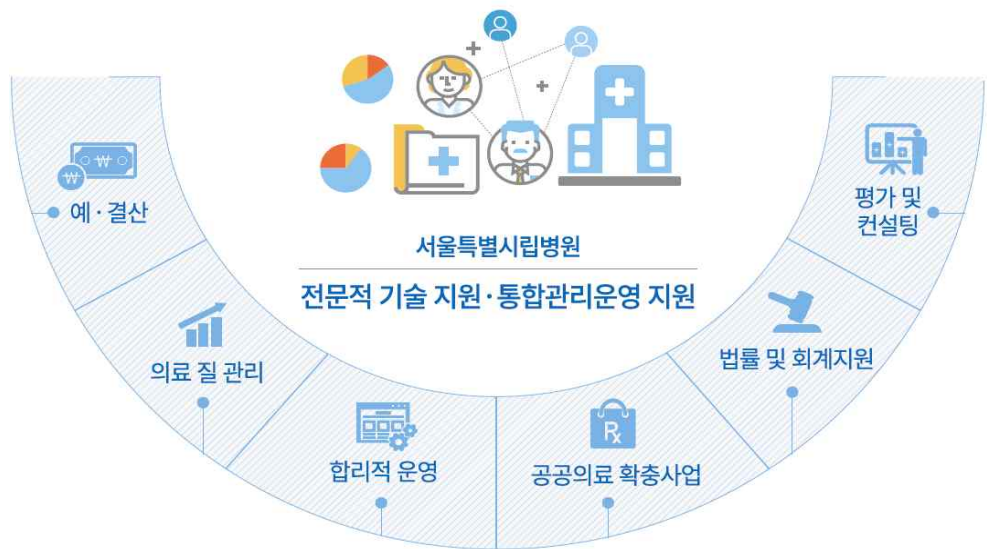 서울특별시립병원
전문적 기술 지원·통합관리운영 지원
예·결산
의료 질 관리
합리적 운영
공공의료 확충사업
법률 및 회계지원
평가 및
컨설팅
₩
₩
Rx